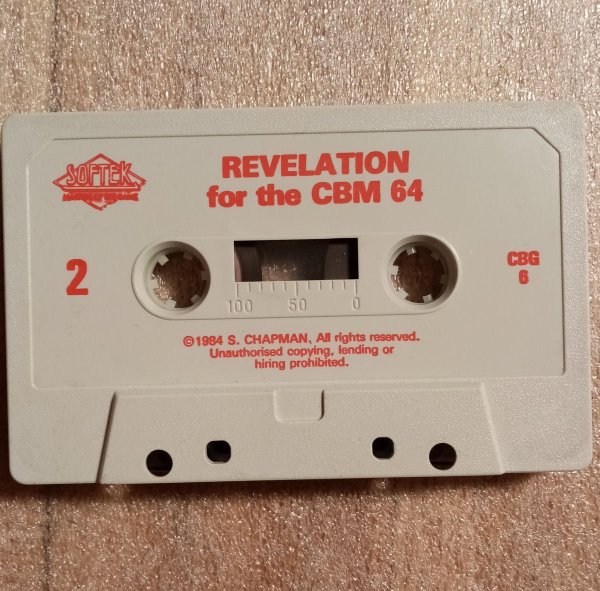 SOFTEK
REVELATION
for the CBM 64
2
CBG
6
100 50 0
©1984 S. CHAPMAN, All rights reserved.
Unauthorised copying, lending or
hiring prohibited.